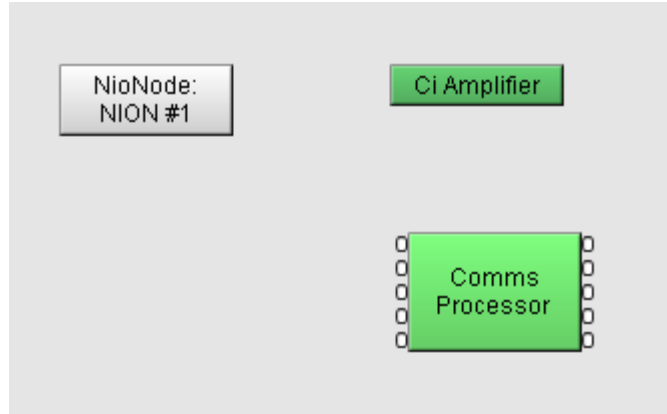 NioNode:
NION #1
Ci Amplifier
Comms
Processor